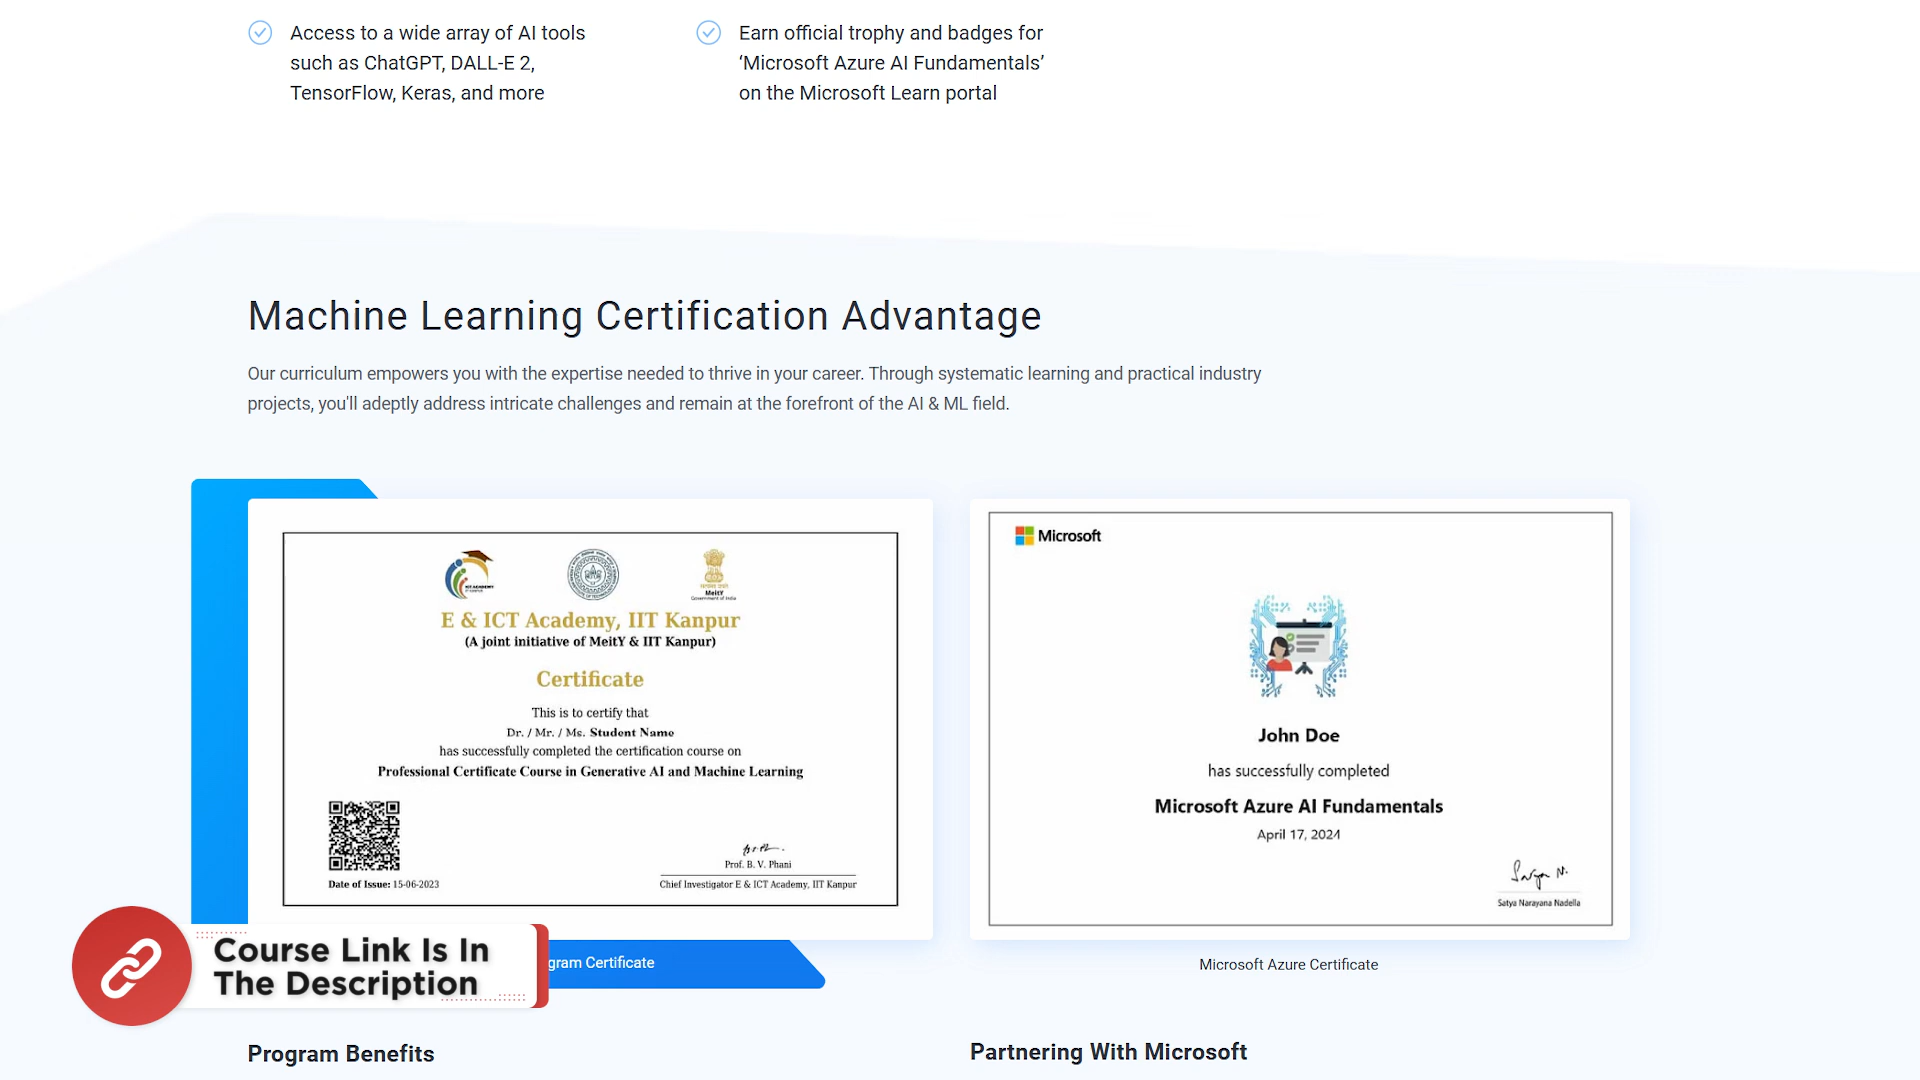 Access to a wide array of AI tools
such as ChatGPT, DALL-E 2,
TensorFlow, Keras, and more
Earn official trophy and badges for
‘Microsoft Azure AI Fundamentals’
on the Microsoft Learn portal
Machine Learning Certification Advantage
Our curriculum empowers you with the expertise needed to thrive in your career. Through systematic learning and practical industry
projects, you'll adeptly address intricate challenges and remain at the forefront of the AI & ML field.
MeitY
Government of India
E & ICT Academy, IIT Kanpur
(A joint initiative of MeitY & IIT Kanpur)
Certificate
This is to certify that
Dr. / Mr. / Ms. Student Name
has successfully completed the certification course on
Professional Certificate Course in Generative AI and Machine Learning
Prof. B. V. Phani
Date of Issue: 15-06-2023
Chief Investigator E & ICT Academy, IIT Kanpur
Microsoft
John Doe
has successfully completed
Microsoft Azure AI Fundamentals
April 17, 2024
Satya N.
Satya Narayana Nadella
Course Link Is In
The Description
gram Certificate
Microsoft Azure Certificate
Program Benefits
Partnering With Microsoft